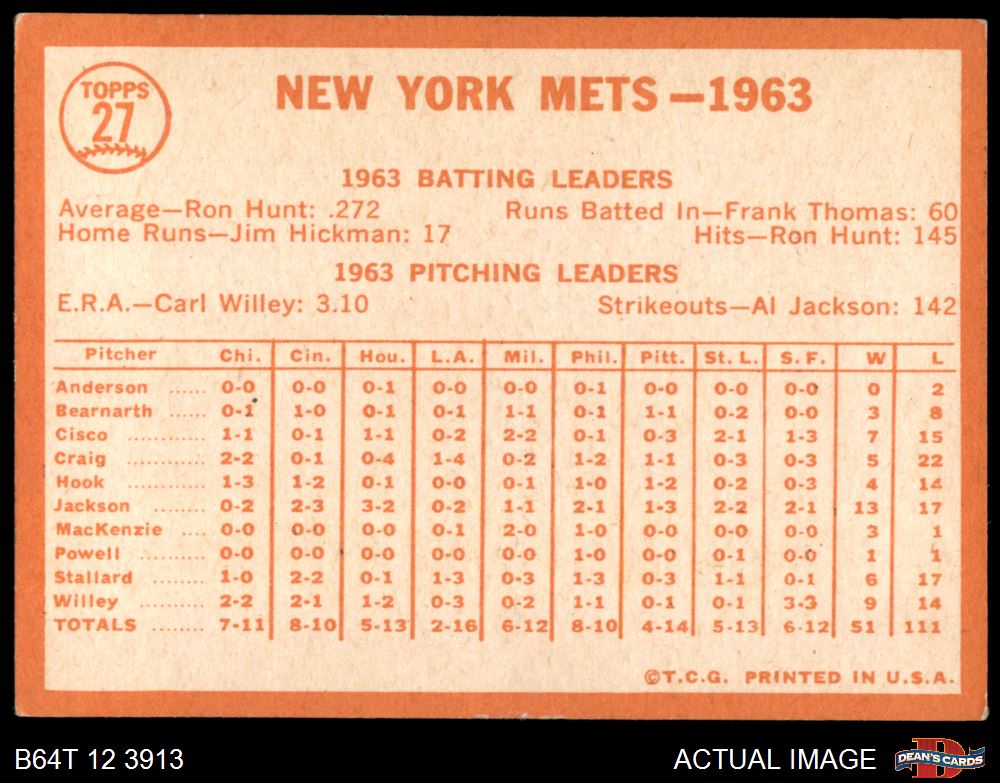 TOPPS
27
NEW YORK METS — 1963
1963 BATTING LEADERS
Average—Ron Hunt: .272 Runs Batted In—Frank Thomas: 60
Home Runs—Jim Hickman: 17 Hits—Ron Hunt: 145
1963 PITCHING LEADERS
E.R.A.—Carl Willey: 3.10 Strikeouts—Al Jackson: 142
Pitcher Chi. Cin. Hou. L.A. Mil. Phil. Pitt. St. L. S. F. W L
Anderson ...... 0-0 0-0 0-1 0-0 0-0 0-1 0-0 0-0 0-0 0 2
Bearnarth ...... 0-1 1-0 0-1 0-1 1-1 0-1 1-1 0-2 0-0 3 8
Cisco ............ 1-1 0-1 1-1 0-2 2-2 0-1 0-3 2-1 1-3 7 15
Craig ............ 2-2 0-1 0-4 1-4 0-2 1-2 1-1 0-3 0-3 5 22
Hook ............ 1-3 1-2 0-1 0-0 0-1 1-0 1-2 0-2 0-3 4 14
Jackson ......... 0-2 2-3 3-2 0-2 1-1 2-1 1-3 2-2 2-1 13 17
MacKenzie .... 0-0 0-0 0-0 0-1 2-0 1-0 0-0 0-0 0-0 3 1
Powell .......... 0-0 0-0 0-0 0-0 0-0 1-0 0-0 0-1 0-0 1 1
Stallard ......... 1-0 2-2 0-1 1-3 0-3 1-3 0-3 1-1 0-1 6 17
Willey .......... 2-2 2-1 1-2 0-3 0-2 1-1 0-1 0-1 3-3 9 14
TOTALS ........ 7-11 8-10 5-13 2-16 6-12 8-10 4-14 5-13 6-12 51 111
©T.C.G. PRINTED IN U.S.A.
B64T 12 3913 ACTUAL IMAGE D DEAN'S CARDS